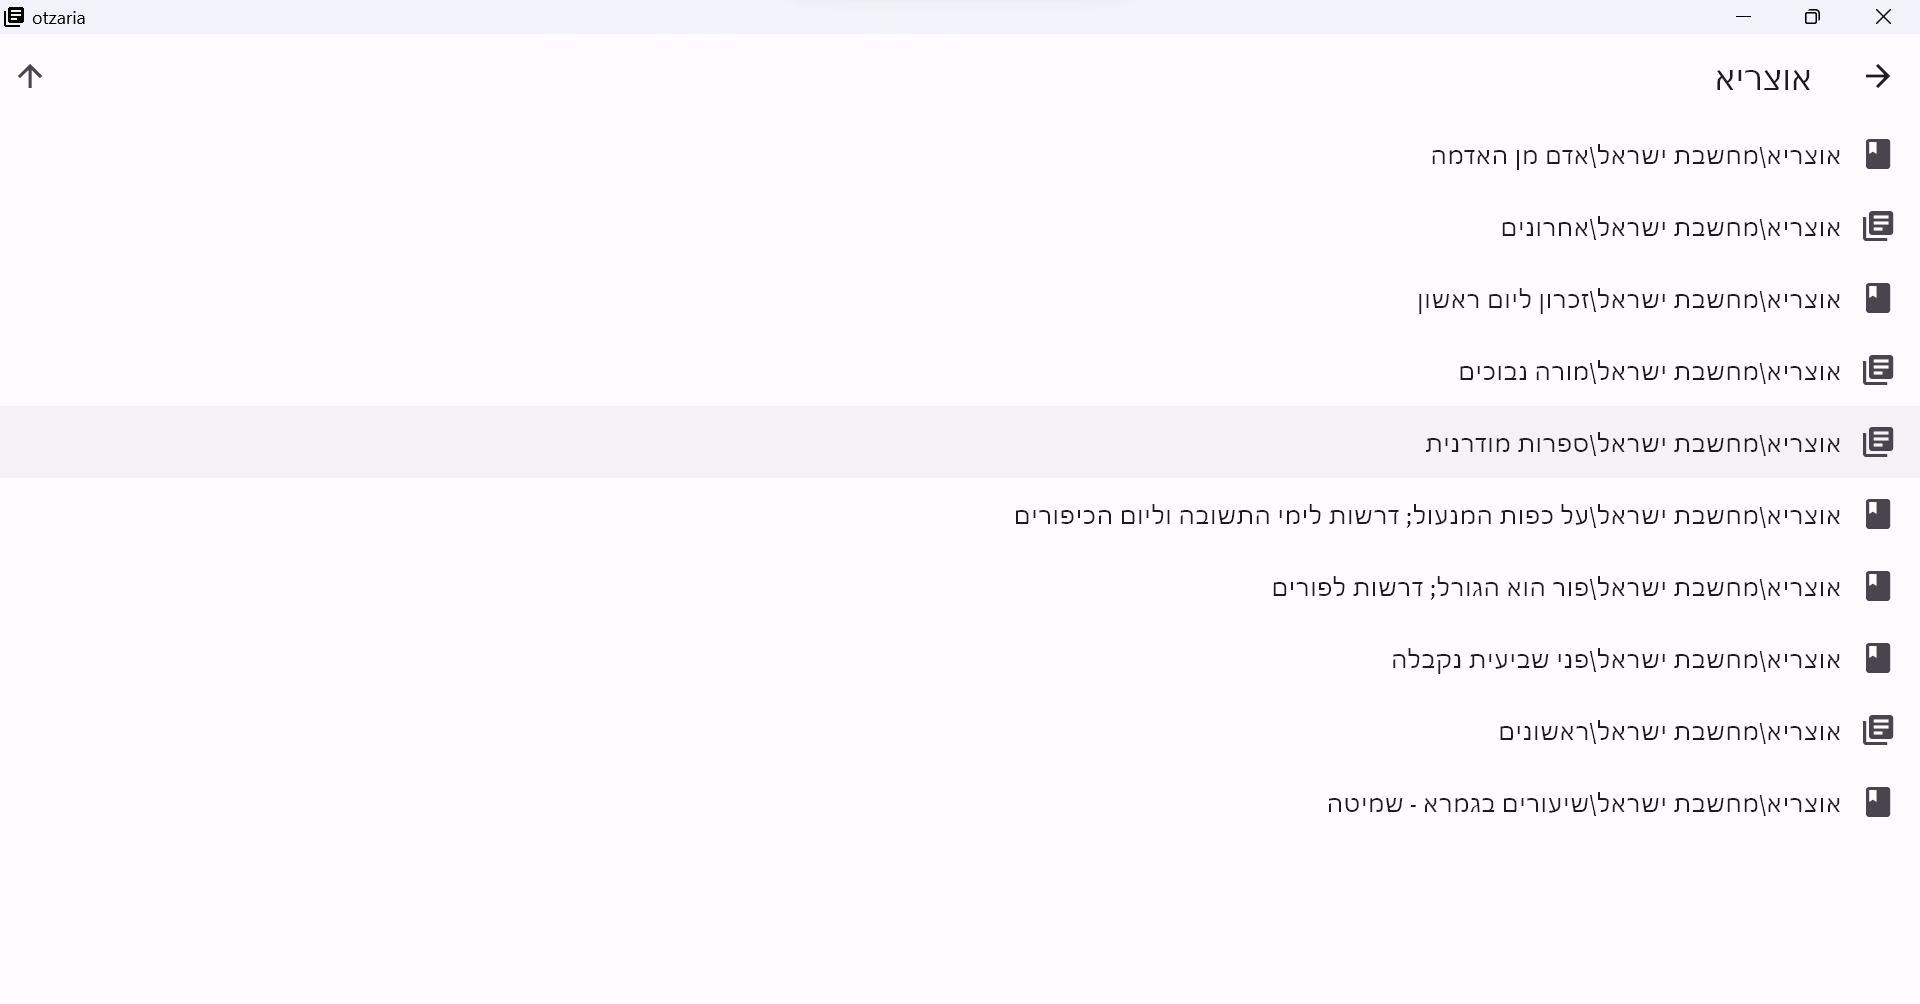 otzaria
אוצריא
אוצריא\מחשבת ישראל\אדם מן האדמה
אוצריא\מחשבת ישראל\אחרונים
אוצריא\מחשבת ישראל\זכרון ליום ראשון
אוצריא\מחשבת ישראל\מורה נבוכים
אוצריא\מחשבת ישראל\ספרות מודרנית
אוצריא\מחשבת ישראל\על כפות המנעול; דרשות לימי התשובה וליום הכיפורים
אוצריא\מחשבת ישראל\פור הוא הגורל; דרשות לפורים
אוצריא\מחשבת ישראל\פני שביעית נקבלה
אוצריא\מחשבת ישראל\ראשונים
אוצריא\מחשבת ישראל\שיעורים בגמרא - שמיטה